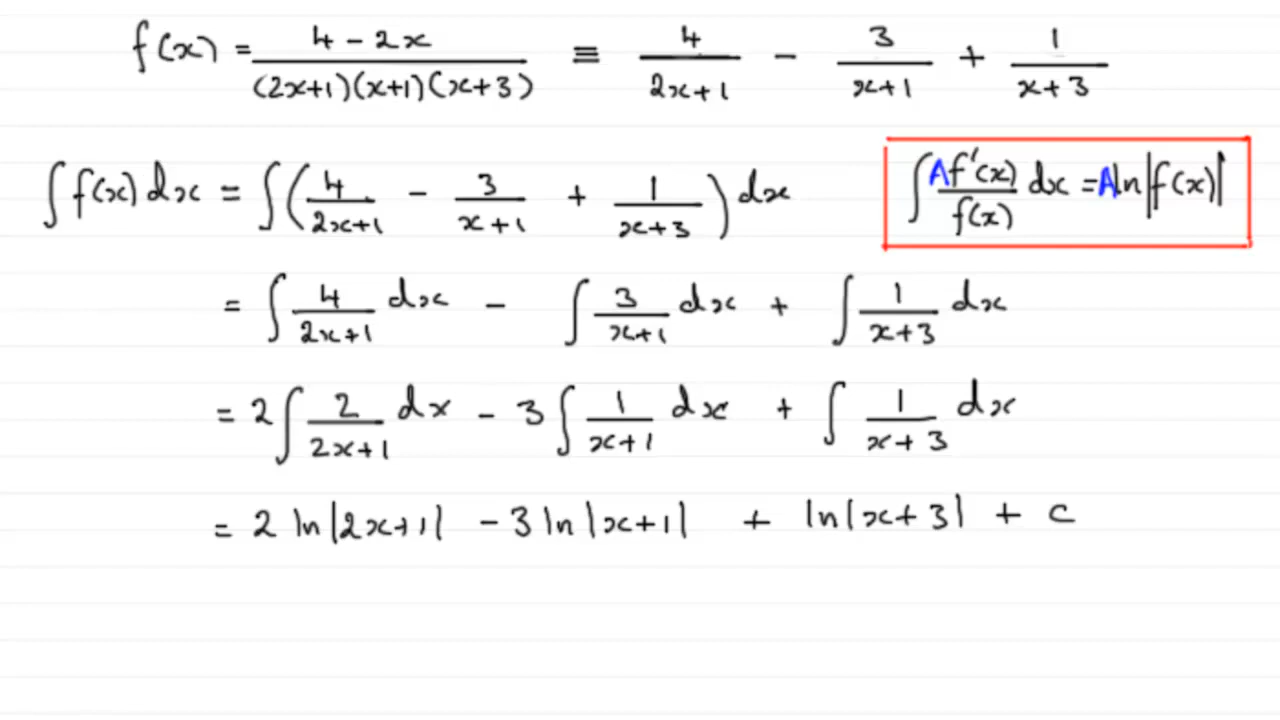 f(x) = (4 - 2x)/((2x+1)(x+1)(x+3)) ≡ 4/(2x+1) - 3/(x+1) + 1/(x+3)
∫ f(x) dx = ∫ (4/(2x+1) - 3/(x+1) + 1/(x+3)) dx
∫ Af'(x)/f(x) dx = A ln|f(x)|
= ∫ 4/(2x+1) dx - ∫ 3/(x+1) dx + ∫ 1/(x+3) dx
= 2 ∫ 2/(2x+1) dx - 3 ∫ 1/(x+1) dx + ∫ 1/(x+3) dx
= 2 ln|2x+1| - 3 ln|x+1| + ln|x+3| + c